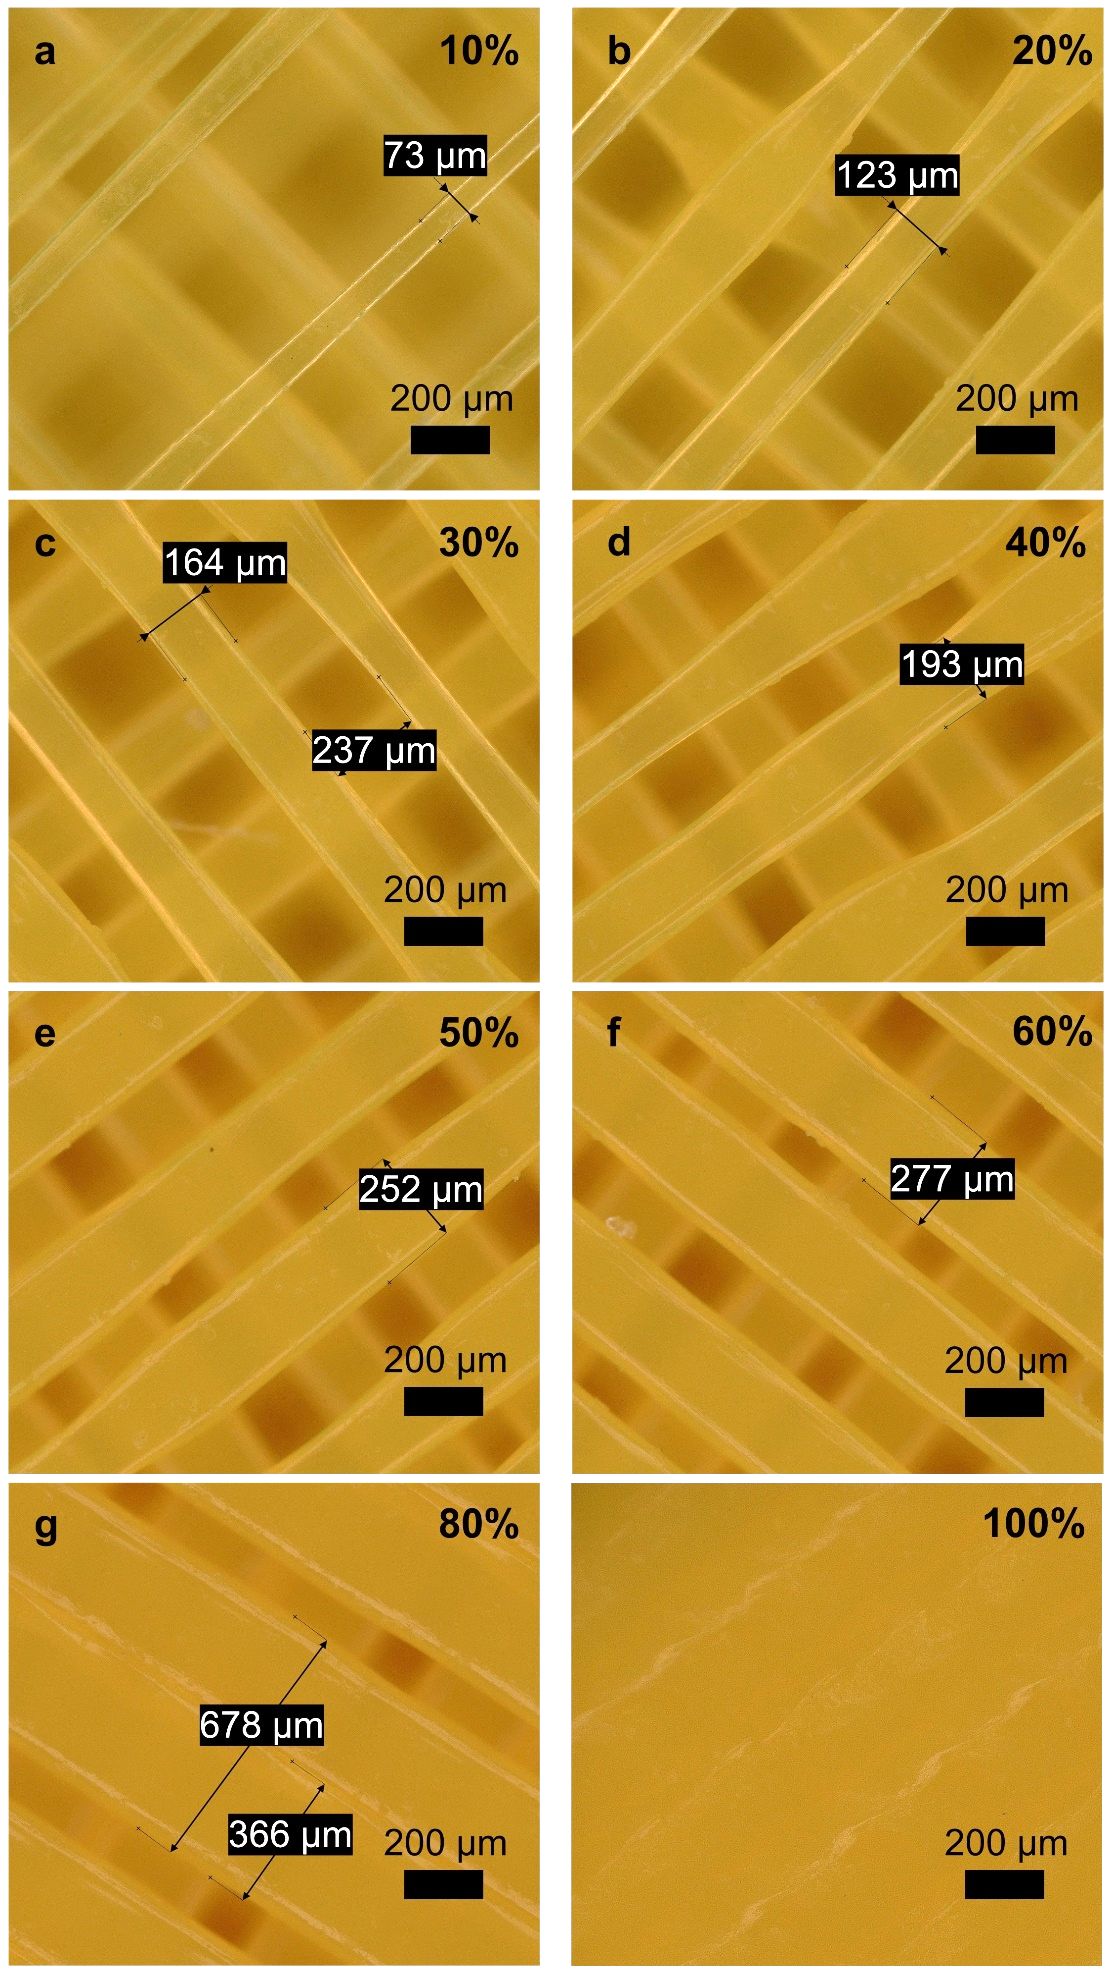 a 10%
73 µm
200 µm
b 20%
123 µm
200 µm
c 30%
164 µm
237 µm
200 µm
d 40%
193 µm
200 µm
e 50%
252 µm
200 µm
f 60%
277 µm
200 µm
g 80%
678 µm
366 µm
200 µm
100%
200 µm